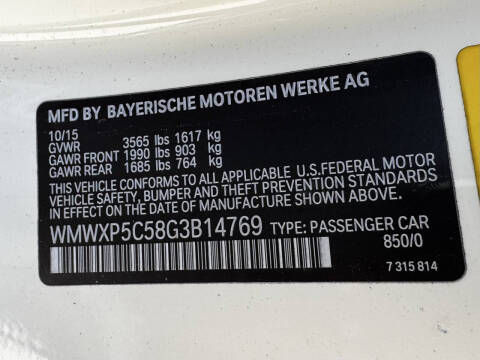 MFD BY BAYERISCHE MOTOREN WERKE AG
10/15
GVWR 3565 lbs 1617 kg
GAWR FRONT 1990 lbs 903 kg
GAWR REAR 1685 lbs 764 kg
THIS VEHICLE CONFORMS TO ALL APPLICABLE U.S.FEDERAL MOTOR
VEHICLE SAFETY, BUMPER AND THEFT PREVENTION STANDARDS
IN EFFECT ON THE DATE OF MANUFACTURE SHOWN ABOVE.
WMWXP5C58G3B14769 TYPE: PASSENGER CAR
850/0
7 315 814